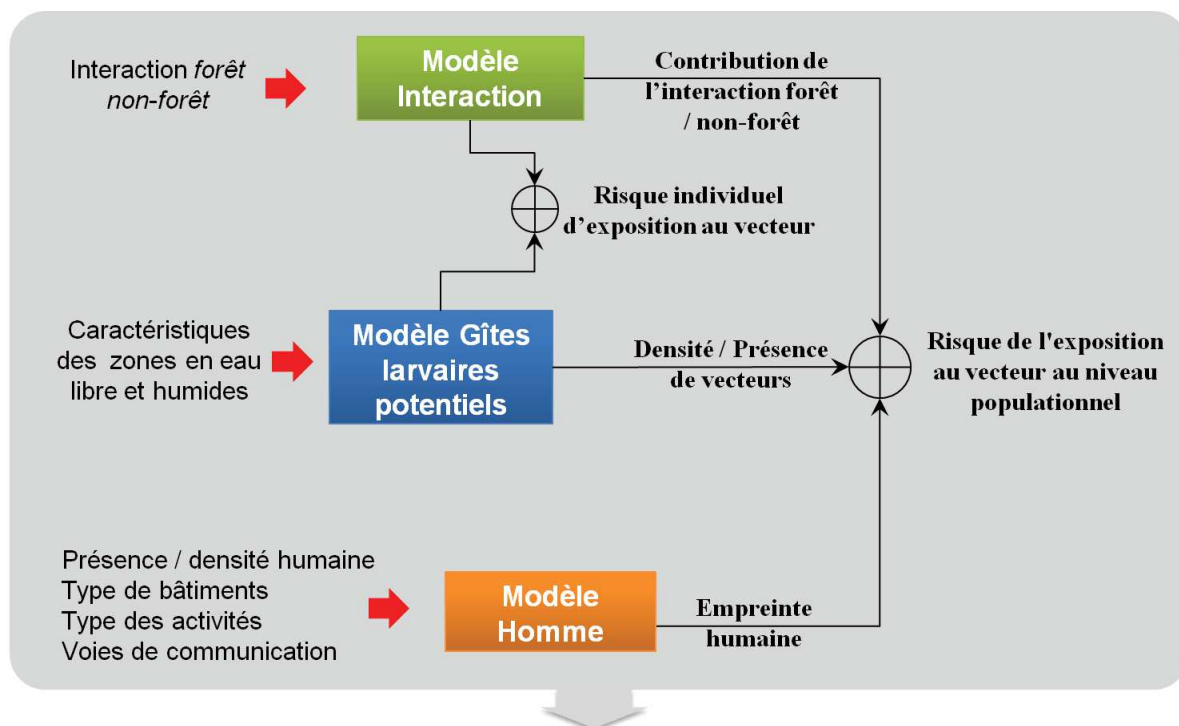 Interaction forêt
non-forêt
Modèle
Interaction
Contribution de
l'interaction forêt
/ non-forêt
Risque individuel
d'exposition au vecteur
Caractéristiques
des zones en eau
libre et humides
Modèle Gîtes
larvaires
potentiels
Densité / Présence
de vecteurs
Risque de l'exposition
au vecteur au niveau
populationnel
Présence / densité humaine
Type de bâtiments
Type des activités
Voies de communication
Modèle
Homme
Empreinte
humaine